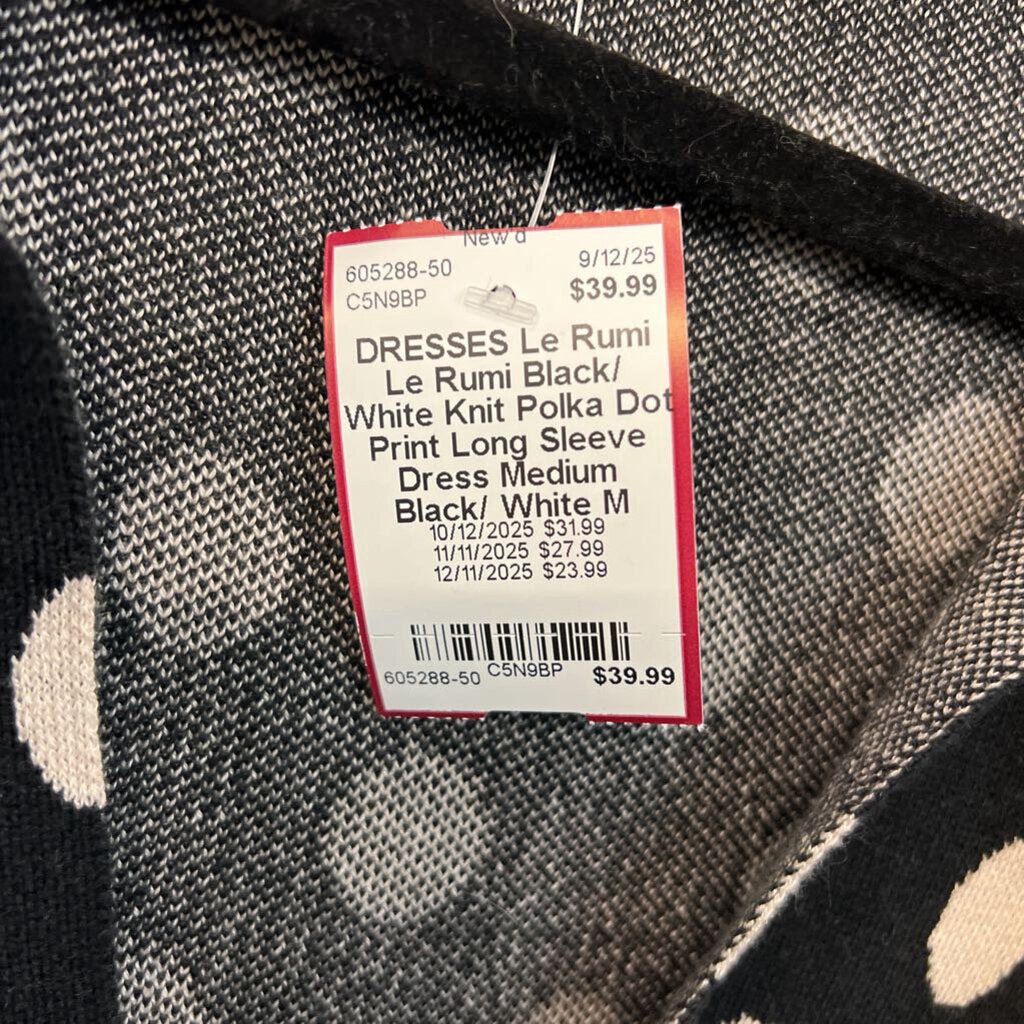 New'd
605288-50 9/12/25
C5N9BP $39.99
DRESSES Le Rumi
Le Rumi Black/
White Knit Polka Dot
Print Long Sleeve
Dress Medium
Black/ White M
10/12/2025 $31.99
11/11/2025 $27.99
12/11/2025 $23.99
605288-50 C5N9BP $39.99